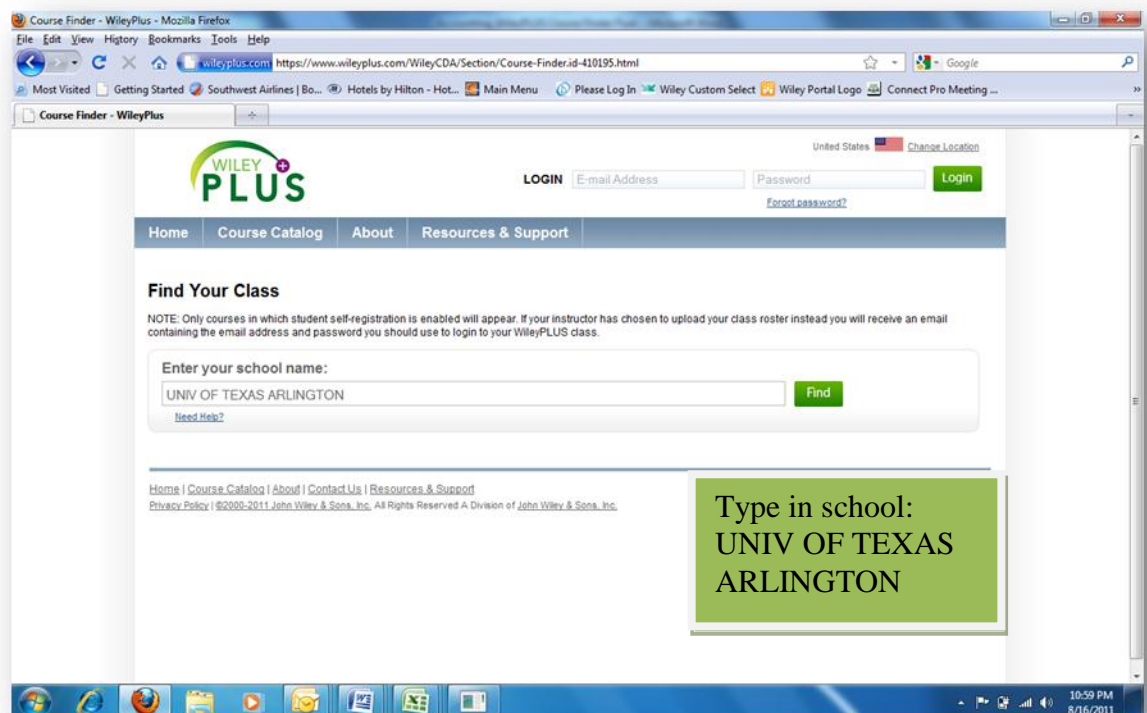 Course Finder - WileyPlus - Mozilla Firefox
File Edit View History Bookmarks Tools Help
wileyplus.com https://www.wileyplus.com/WileyCDA/Section/Course-Finder.id-410195.html
Google
Most Visited Getting Started Southwest Airlines | Bo... Hotels by Hilton - Hot... Main Menu Please Log In Wiley Custom Select Wiley Portal Logo Connect Pro Meeting ...
Course Finder - WileyPlus
United States Change Location
WILEY
PLUS
LOGIN E-mail Address Password Login
Forgot password?
Home Course Catalog About Resources & Support
Find Your Class
NOTE: Only courses in which student self-registration is enabled will appear. If your instructor has chosen to upload your class roster instead you will receive an email
containing the email address and password you should use to login to your WileyPLUS class.
Enter your school name:
UNIV OF TEXAS ARLINGTON Find
Need Help?
Home | Course Catalog | About | Contact Us | Resources & Support
Privacy Policy | ©2000-2011 John Wiley & Sons, Inc. All Rights Reserved A Division of John Wiley & Sons, Inc.
Type in school:
UNIV OF TEXAS
ARLINGTON
10:59 PM
8/16/2011